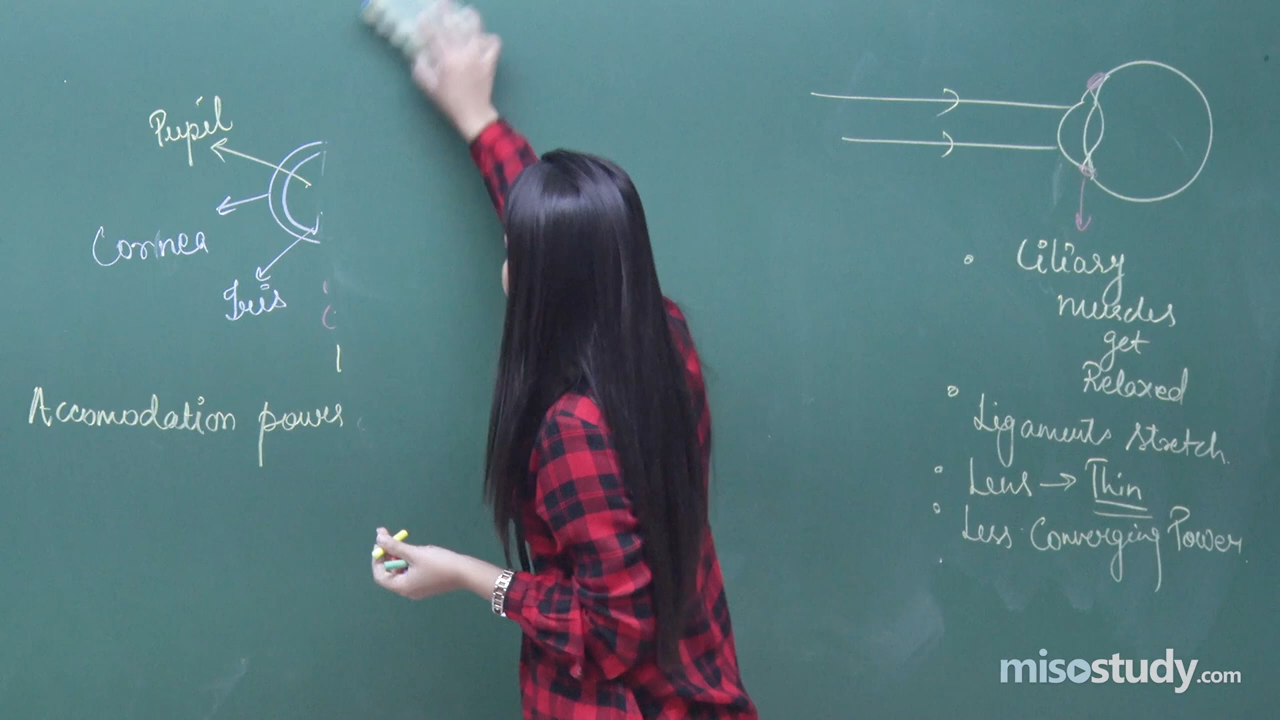 Pupil
Cornea
Iris
Accomodation power
Ciliary
muscles
get
Relaxed
Ligaments stretch.
Lens → Thin
Less Converging Power
misostudy.com